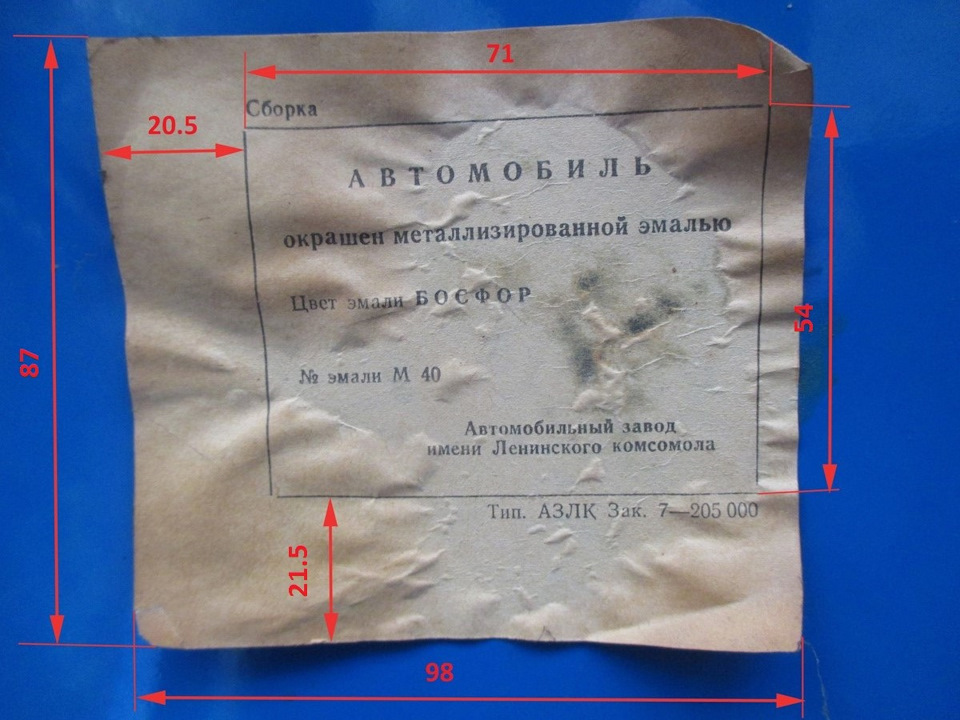 71
Сборка
20.5
АВТОМОБИЛЬ
окрашен металлизированной эмалью
Цвет эмали БОСФОР
54
87
№ эмали М 40
Автомобильный завод
имени Ленинского комсомола
Тип. АЗЛК Зак. 7—205 000
21.5
98